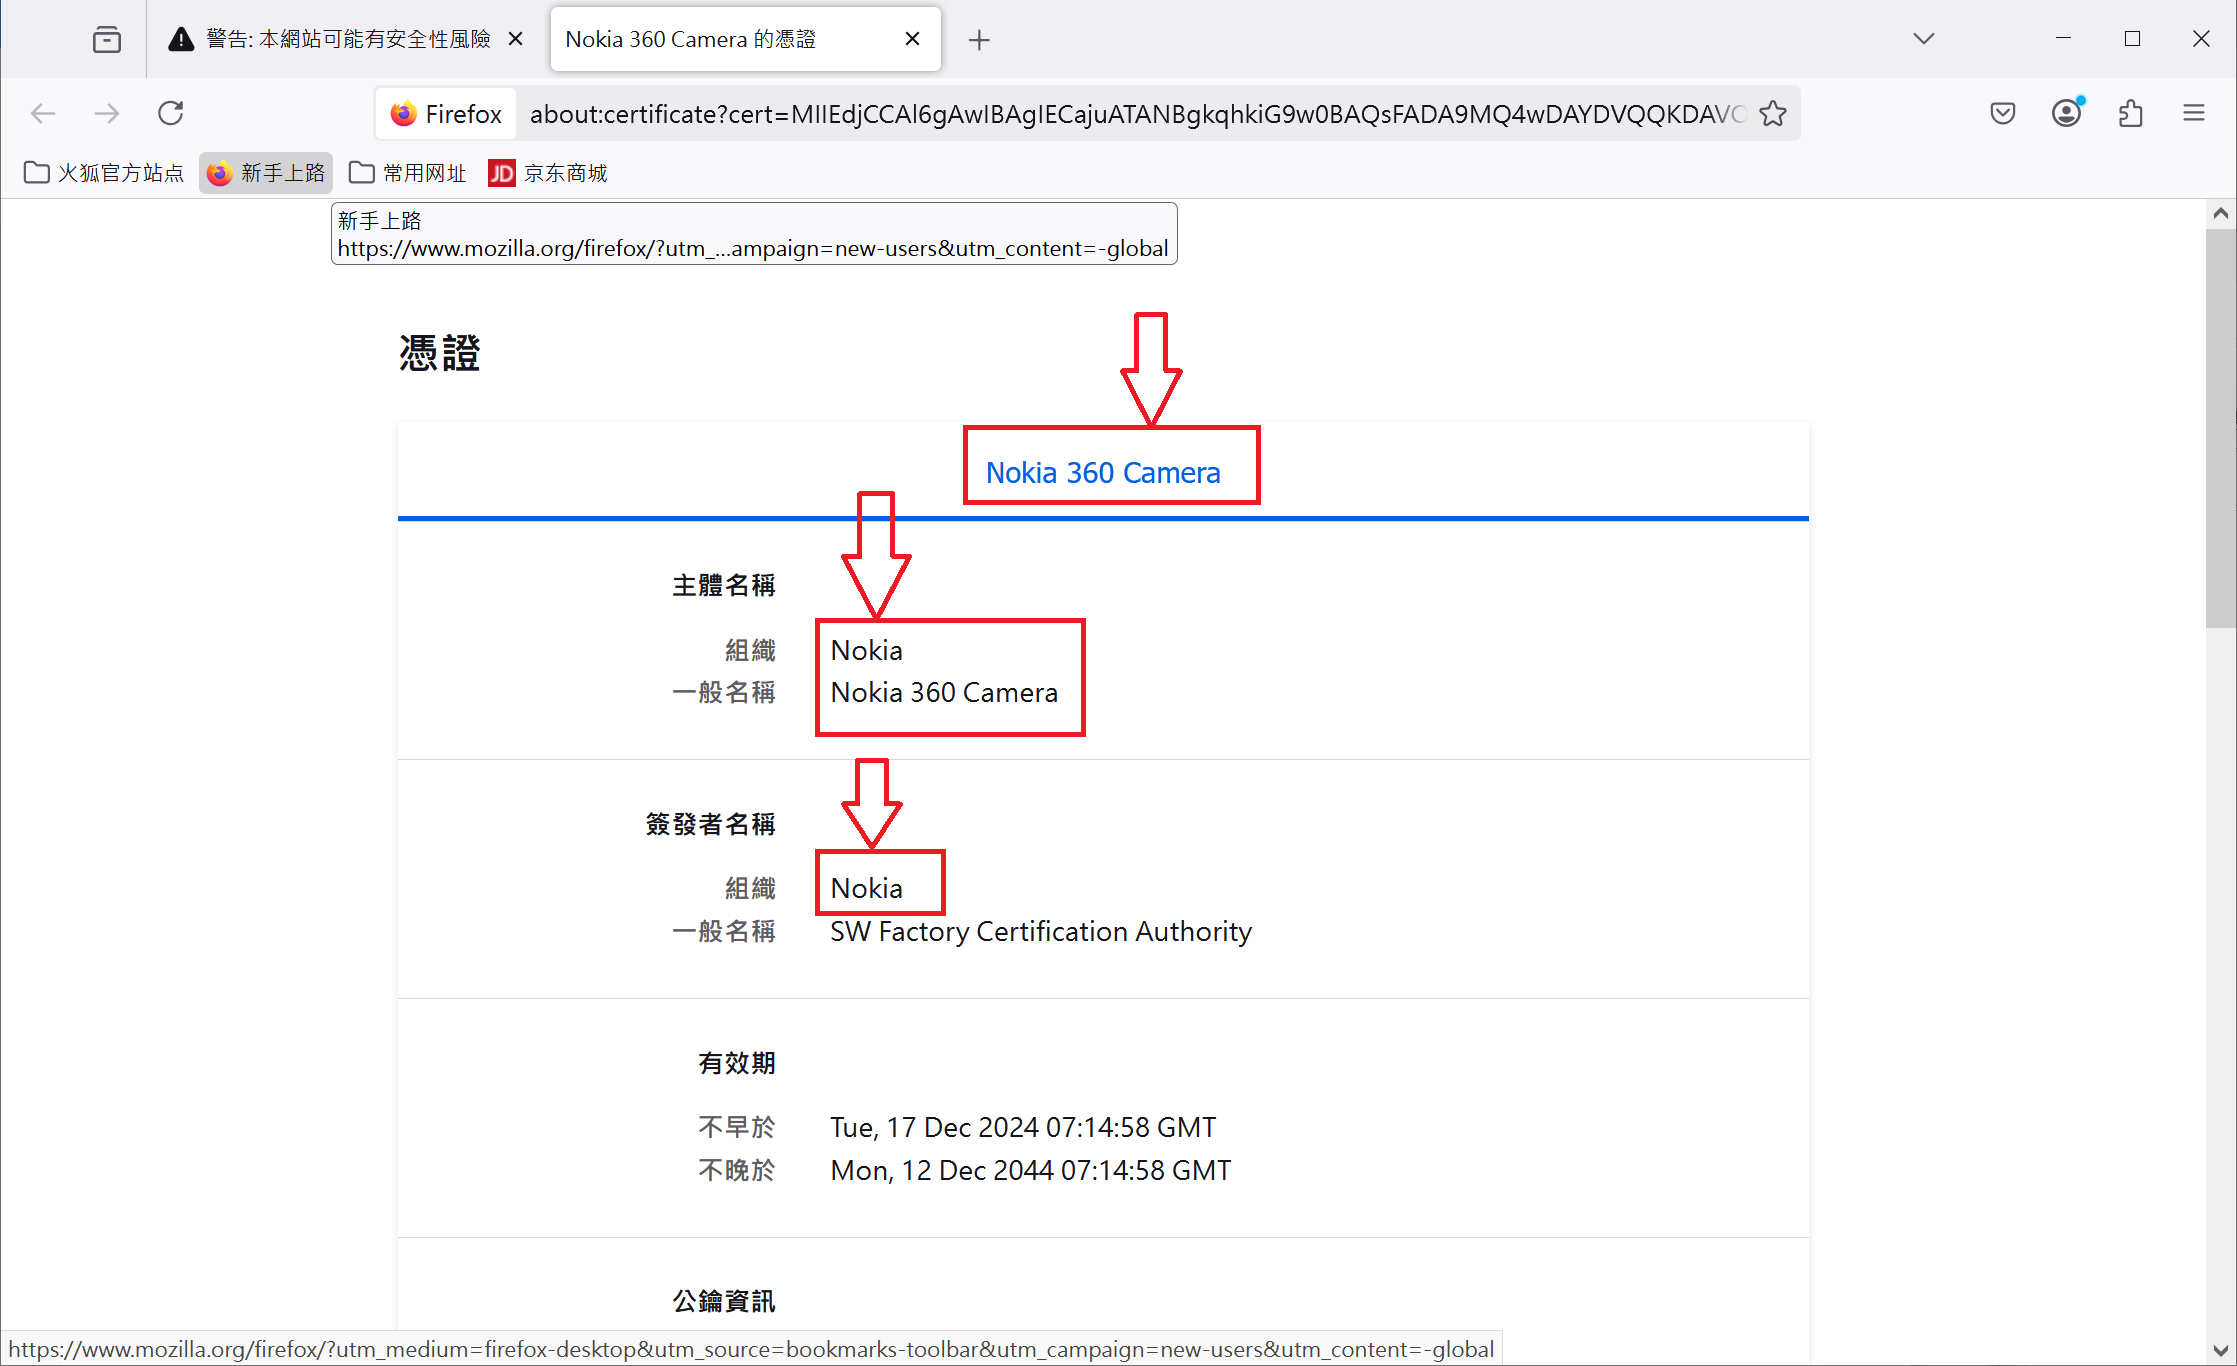 警告: 本網站可能有安全性風險
Nokia 360 Camera 的憑證
Firefox
about:certificate?cert=MIIEdjCCAl6gAwIBAgIECajuATANBgkqhkiG9w0BAQsFADA9MQ4wDAYDVQQKDAVO
火狐官方站点
新手上路
常用网址
JD 京东商城
新手上路
https://www.mozilla.org/firefox/?utm_...ampaign=new-users&utm_content=-global
憑證
Nokia 360 Camera
主體名稱
組織 Nokia
一般名稱 Nokia 360 Camera
簽發者名稱
組織 Nokia
一般名稱 SW Factory Certification Authority
有效期
不早於 Tue, 17 Dec 2024 07:14:58 GMT
不晚於 Mon, 12 Dec 2044 07:14:58 GMT
公鑰資訊
https://www.mozilla.org/firefox/?utm_medium=firefox-desktop&utm_source=bookmarks-toolbar&utm_campaign=new-users&utm_content=-global